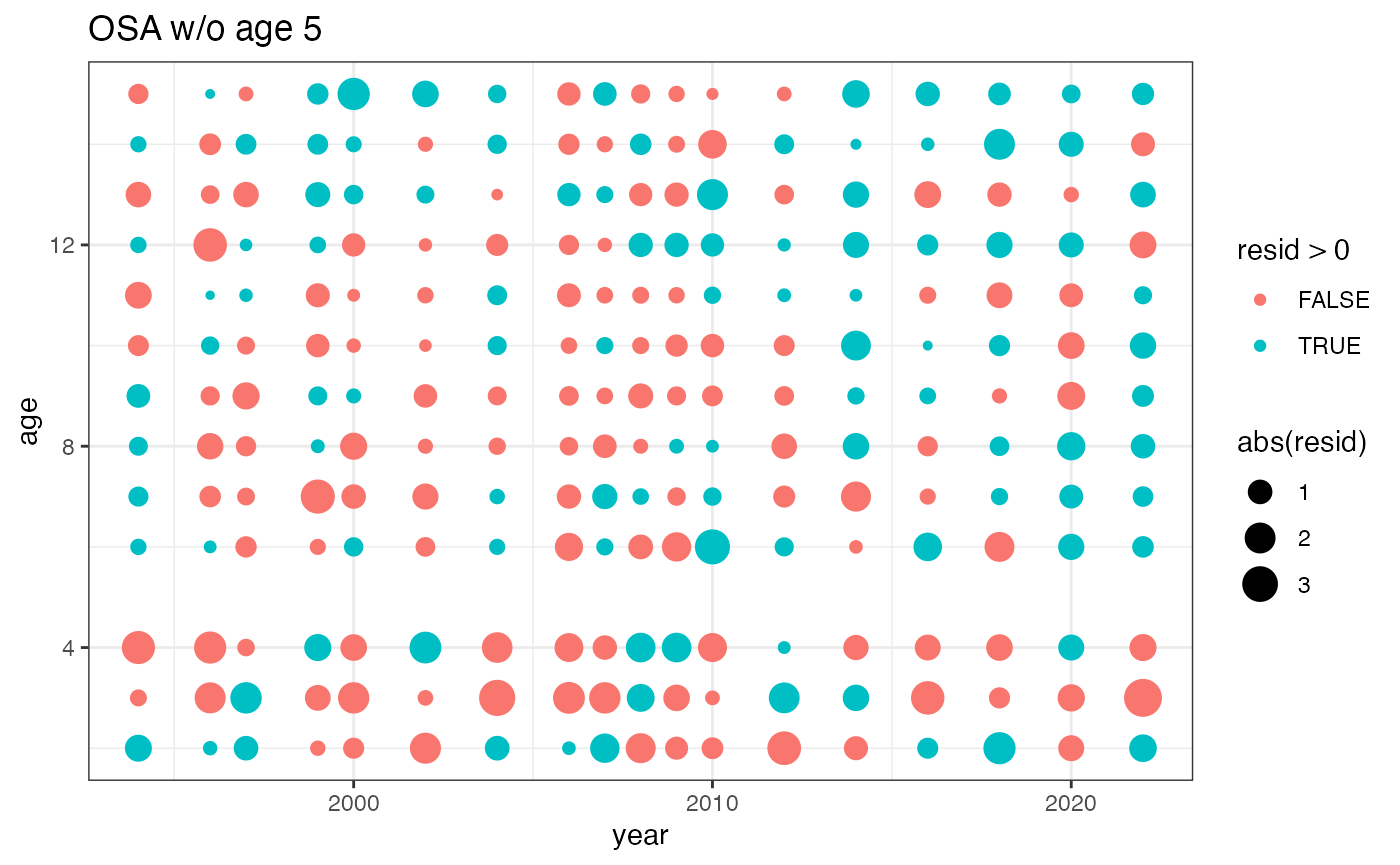 OSA w/o age 5
12
8
4
age
2000
2010
2020
year
resid > 0
FALSE
TRUE
abs(resid)
1
2
3